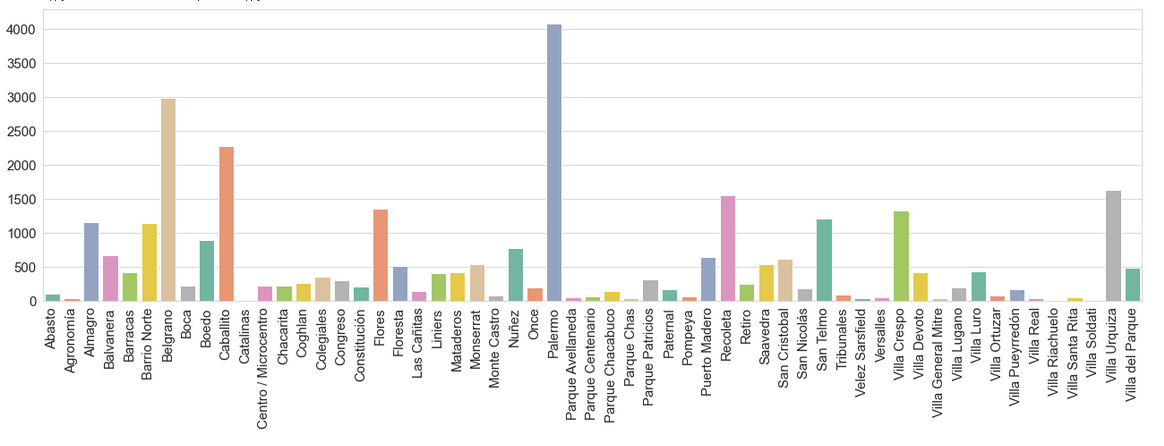 4000
3500
3000
2500
2000
1500
1000
500
0
Abasto
Agronomía
Almagro
Balvanera
Barracas
Barrio Norte
Belgrano
Boca
Boedo
Caballito
Catalinas
Centro / Microcentro
Chacarita
Coghlan
Colegiales
Congreso
Constitución
Flores
Floresta
Las Cañitas
Liniers
Mataderos
Monserrat
Monte Castro
Nuñez
Once
Palermo
Parque Avellaneda
Parque Centenario
Parque Chacabuco
Parque Chas
Parque Patricios
Paternal
Pompeya
Puerto Madero
Recoleta
Retiro
Saavedra
San Cristobal
San Nicolás
San Telmo
Tribunales
Velez Sarsfield
Versalles
Villa Crespo
Villa Devoto
Villa General Mitre
Villa Lugano
Villa Luro
Villa Ortuzar
Villa Pueyrredón
Villa Real
Villa Riachuelo
Villa Santa Rita
Villa Soldati
Villa Urquiza
Villa del Parque